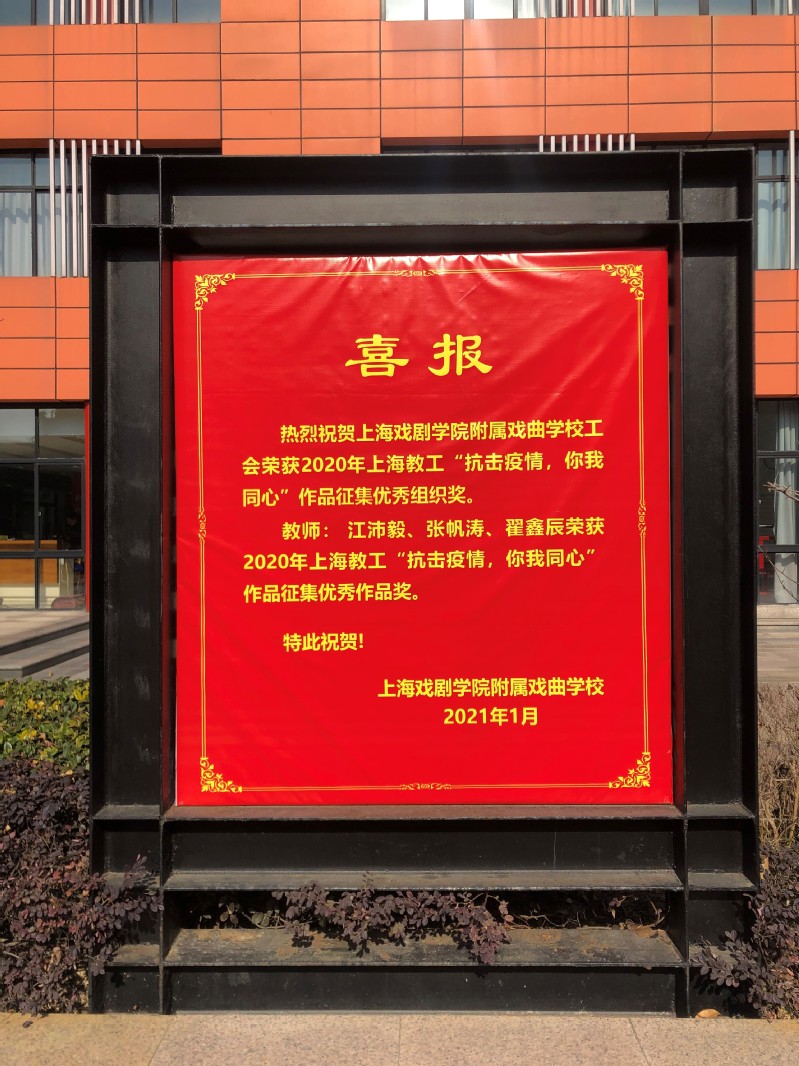 喜报
热烈祝贺上海戏剧学院附属戏曲学校工
会荣获2020年上海教工“抗击疫情，你我
同心”作品征集优秀组织奖。
教师： 江沛毅、张帆涛、翟鑫辰荣获
2020年上海教工“抗击疫情，你我同心”
作品征集优秀作品奖。
特此祝贺!
上海戏剧学院附属戏曲学校
2021年1月